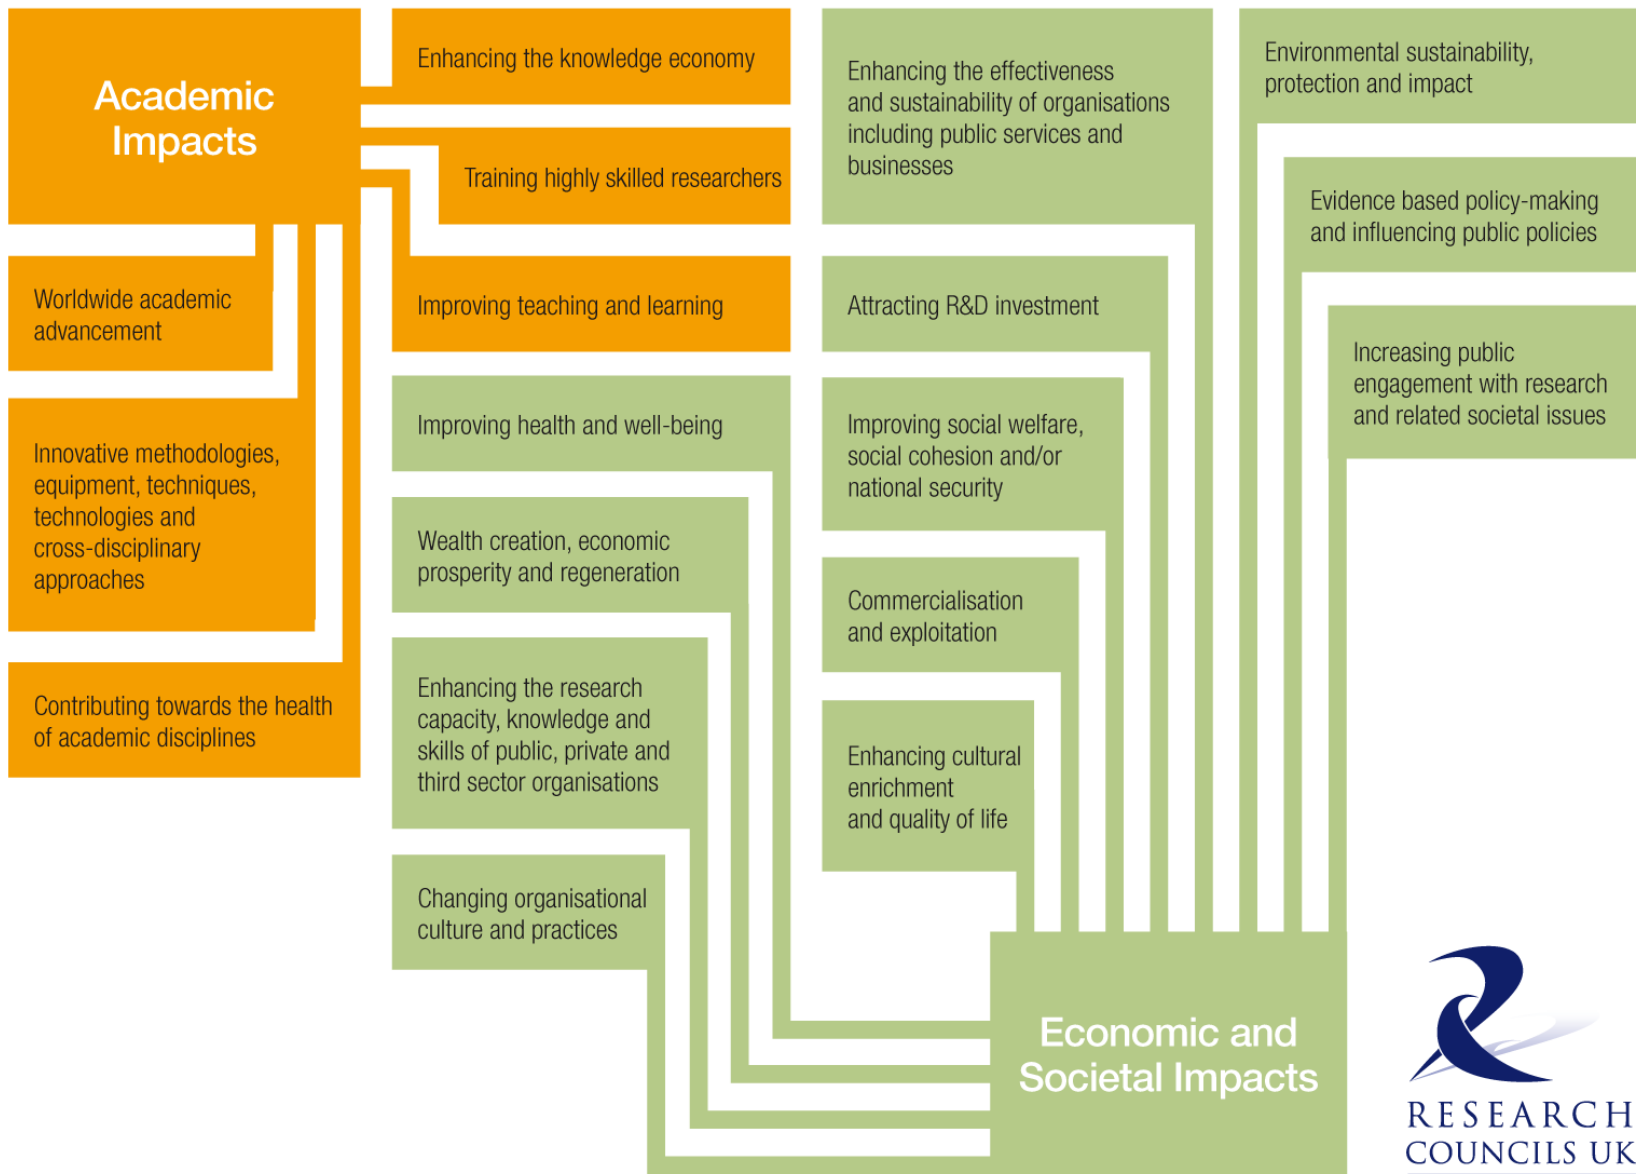 Academic
Impacts
Enhancing the knowledge economy
Training highly skilled researchers
Improving teaching and learning
Worldwide academic
advancement
Innovative methodologies,
equipment, techniques,
technologies and
cross-disciplinary
approaches
Contributing towards the health
of academic disciplines
Improving health and well-being
Wealth creation, economic
prosperity and regeneration
Enhancing the research
capacity, knowledge and
skills of public, private and
third sector organisations
Changing organisational
culture and practices
Enhancing the effectiveness
and sustainability of organisations
including public services and
businesses
Attracting R&D investment
Improving social welfare,
social cohesion and/or
national security
Commercialisation
and exploitation
Enhancing cultural
enrichment
and quality of life
Environmental sustainability,
protection and impact
Evidence based policy-making
and influencing public policies
Increasing public
engagement with research
and related societal issues
Economic and
Societal Impacts
RESEARCH
COUNCILS UK